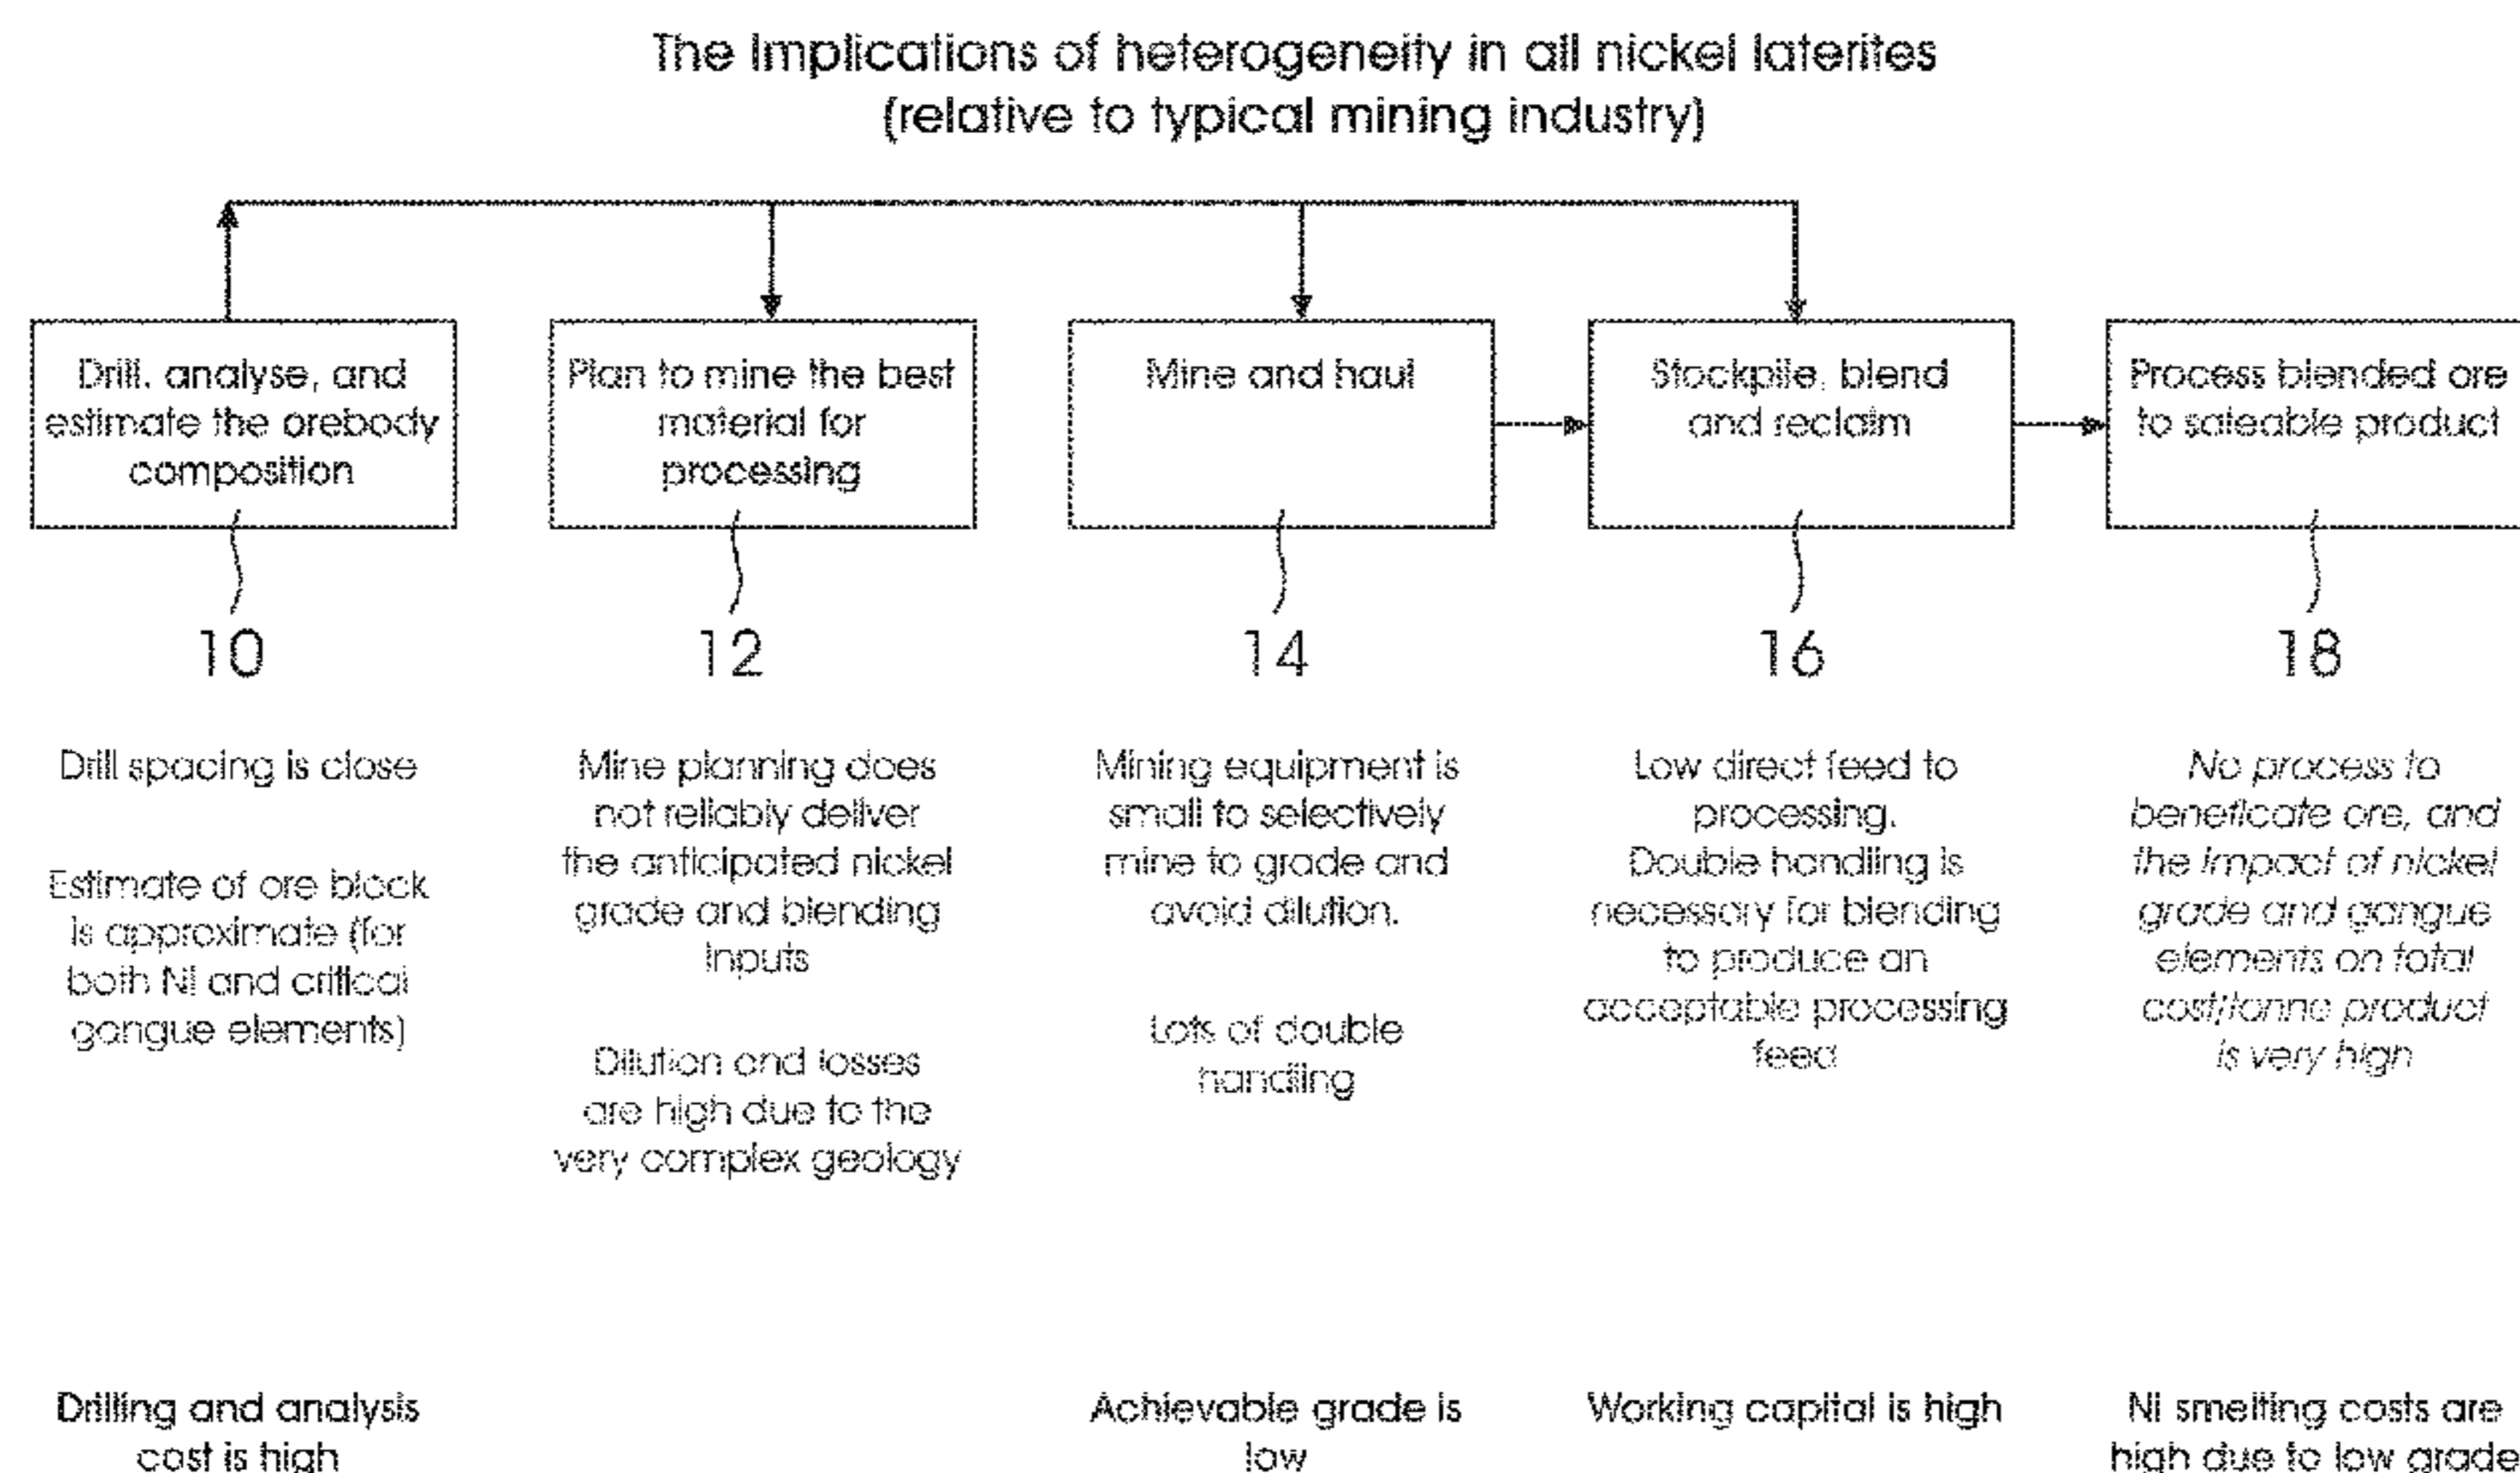 The Implications of heterogeneity in all nickel laterites
(relative to typical mining industry)
Drill, analyse, and
estimate the orebody
composition
Plan to mine the best
material for
processing
Mine and haul
Stockpile, blend
and reclaim
Process blended ore
to saleable product
10
12
14
16
18
Drill spacing is close
Estimate of ore block
is approximate (for
both Ni and critical
gangue elements)
Mine planning does
not reliably deliver
the anticipated nickel
grade and blending
inputs
Dilution and losses
are high due to the
very complex geology
Mining equipment is
small to selectively
mine to grade and
avoid dilution.
Lots of double
handling
Low direct feed to
processing.
Double handling is
necessary for blending
to produce an
acceptable processing
feed
No process to
beneficate ore, and
the impact of nickel
grade and gangue
elements on total
cost/tonne product
is very high
Drilling and analysis
cost is high
Achievable grade is
low
Working capital is high
Ni smelting costs are
high due to low grade